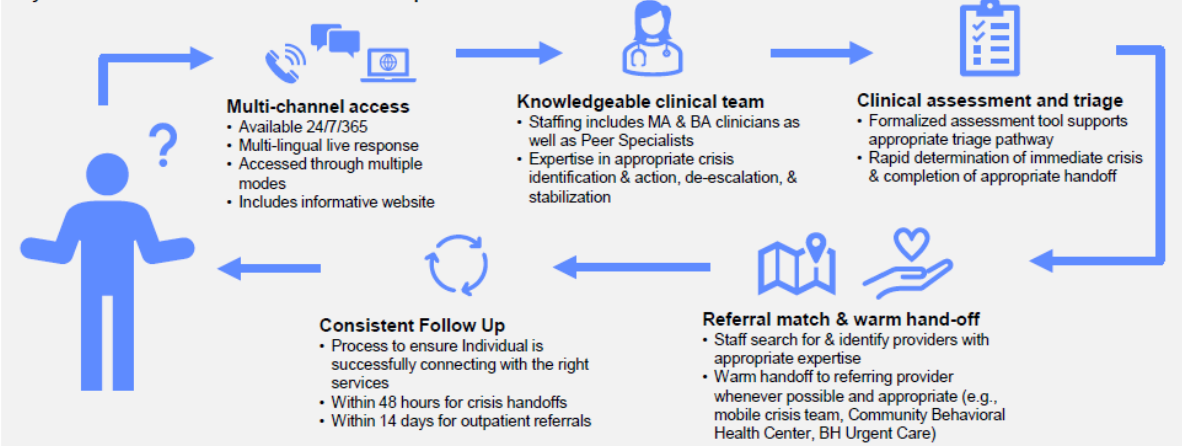 ?
Multi-channel access
• Available 24/7/365
• Multi-lingual live response
• Accessed through multiple
modes
• Includes informative website
Knowledgeable clinical team
• Staffing includes MA & BA clinicians as
well as Peer Specialists
• Expertise in appropriate crisis
identification & action, de-escalation, &
stabilization
Clinical assessment and triage
• Formalized assessment tool supports
appropriate triage pathway
• Rapid determination of immediate crisis
& completion of appropriate handoff
Referral match & warm hand-off
• Staff search for & identify providers with
appropriate expertise
• Warm handoff to referring provider
whenever possible and appropriate (e.g.,
mobile crisis team, Community Behavioral
Health Center, BH Urgent Care)
Consistent Follow Up
• Process to ensure Individual is
successfully connecting with the right
services
• Within 48 hours for crisis handoffs
• Within 14 days for outpatient referrals